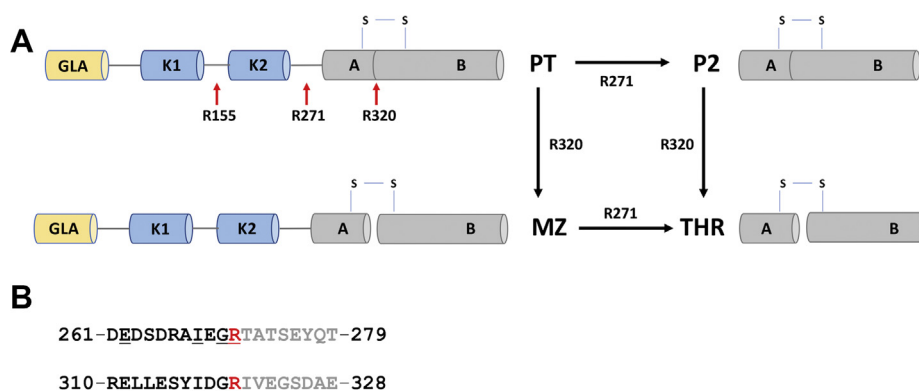 A
S — S
GLA K1 K2 A B
R155 R271 R320
PT R271 P2
S — S
A B
R320 R320
S — S
GLA K1 K2 A B
MZ R271 THR
S — S
A B
B
261-DEDSDRAIEGRTATSEYQT-279
310-RELLESYIDGRIVEGSDAE-328